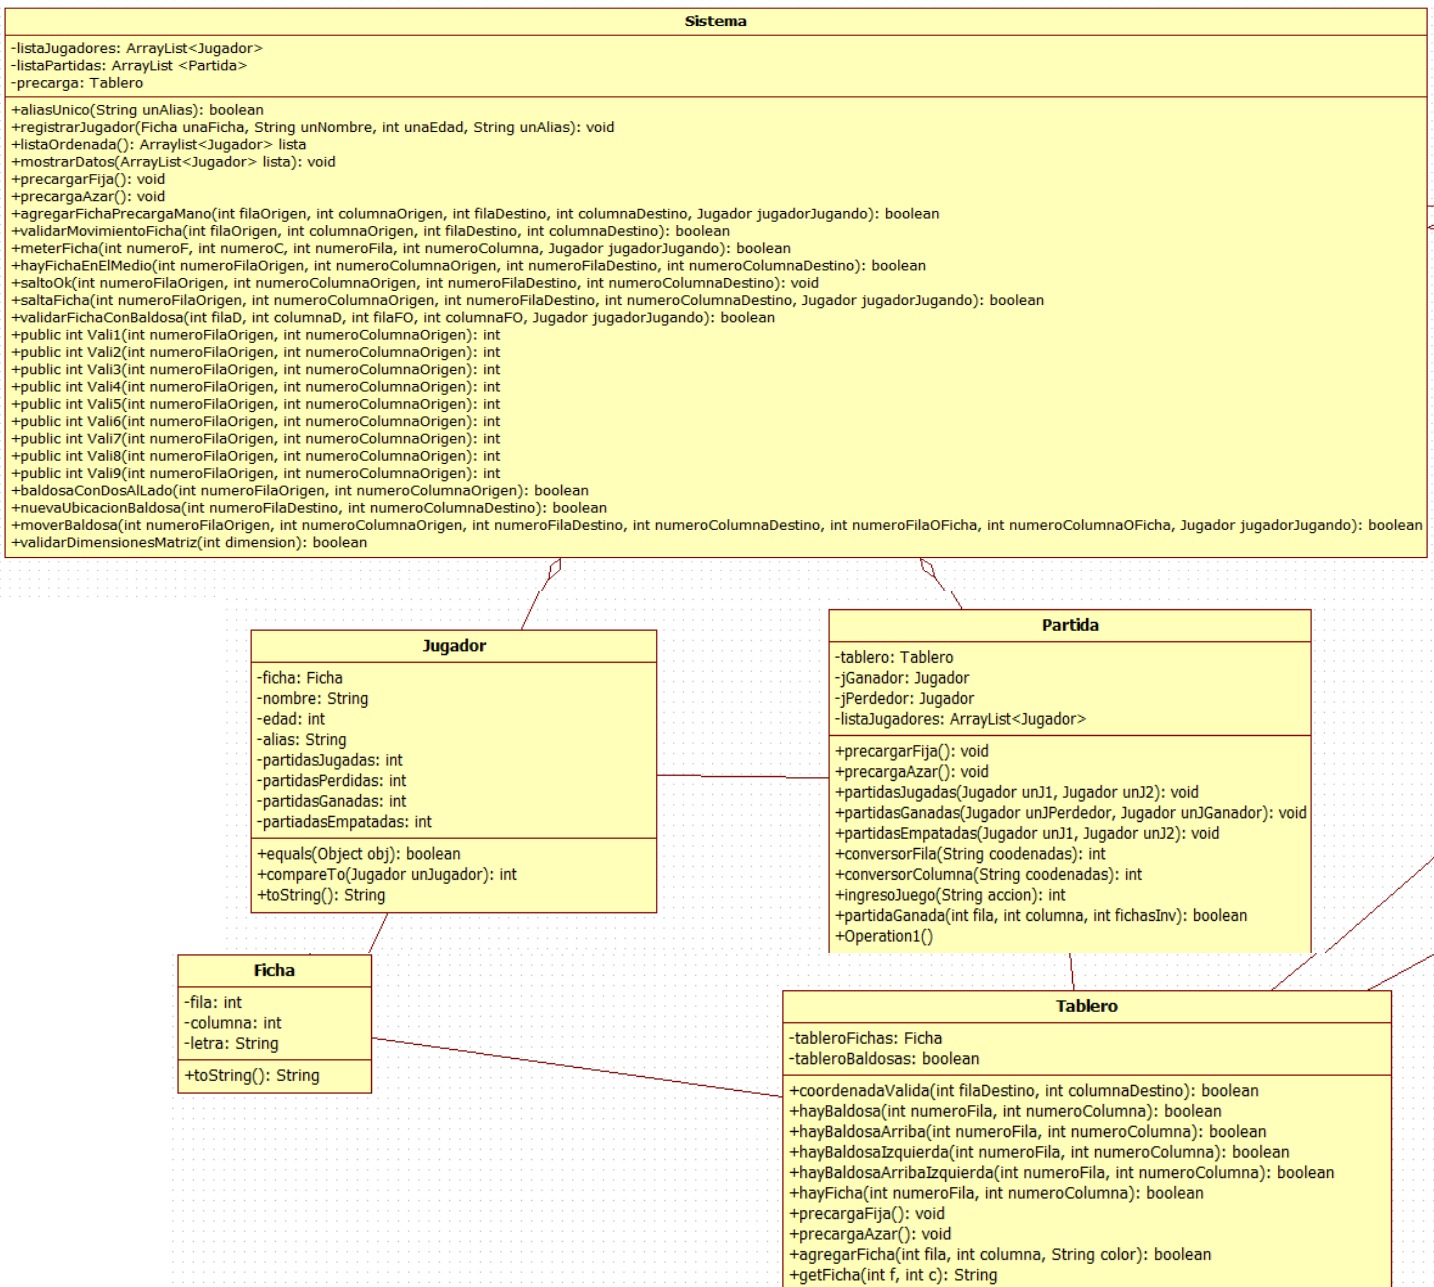 Sistema
-listaJugadores: ArrayList<Jugador>
-listaPartidas: ArrayList <Partida>
-precarga: Tablero
+aliasUnico(String unAlias): boolean
+registrarJugador(Ficha unaFicha, String unNombre, int unaEdad, String unAlias): void
+listaOrdenada(): Arraylist<Jugador> lista
+mostrarDatos(ArrayList<Jugador> lista): void
+precargarFija(): void
+precargaAzar(): void
+agregarFichaPrecargaMano(int filaOrigen, int columnaOrigen, int filaDestino, int columnaDestino, Jugador jugadorJugando): boolean
+validarMovimientoFicha(int filaOrigen, int columnaOrigen, int filaDestino, int columnaDestino): boolean
+meterFicha(int numeroF, int numeroC, int numeroFila, int numeroColumna, Jugador jugadorJugando): boolean
+hayFichaEnElMedio(int numeroFilaOrigen, int numeroColumnaOrigen, int numeroFilaDestino, int numeroColumnaDestino): boolean
+saltoOk(int numeroFilaOrigen, int numeroColumnaOrigen, int numeroFilaDestino, int numeroColumnaDestino): void
+saltaFicha(int numeroFilaOrigen, int numeroColumnaOrigen, int numeroFilaDestino, int numeroColumnaDestino, Jugador jugadorJugando): boolean
+validarFichaConBaldosa(int filaD, int columnaD, int filaFO, int columnaFO, Jugador jugadorJugando): boolean
+public int Vali1(int numeroFilaOrigen, int numeroColumnaOrigen): int
+public int Vali2(int numeroFilaOrigen, int numeroColumnaOrigen): int
+public int Vali3(int numeroFilaOrigen, int numeroColumnaOrigen): int
+public int Vali4(int numeroFilaOrigen, int numeroColumnaOrigen): int
+public int Vali5(int numeroFilaOrigen, int numeroColumnaOrigen): int
+public int Vali6(int numeroFilaOrigen, int numeroColumnaOrigen): int
+public int Vali7(int numeroFilaOrigen, int numeroColumnaOrigen): int
+public int Vali8(int numeroFilaOrigen, int numeroColumnaOrigen): int
+public int Vali9(int numeroFilaOrigen, int numeroColumnaOrigen): int
+baldosaConDosAlLado(int numeroFilaOrigen, int numeroColumnaOrigen): boolean
+nuevaUbicacionBaldosa(int numeroFilaDestino, int numeroColumnaDestino): boolean
+moverBaldosa(int numeroFilaOrigen, int numeroColumnaOrigen, int numeroFilaDestino, int numeroColumnaDestino, int numeroFilaOFicha, int numeroColumnaOFicha, Jugador jugadorJugando): boolean
+validarDimensionesMatriz(int dimension): boolean
Jugador
-ficha: Ficha
-nombre: String
-edad: int
-alias: String
-partidasJugadas: int
-partidasPerdidas: int
-partidasGanadas: int
-partiadasEmpatadas: int
+equals(Object obj): boolean
+compareTo(Jugador unJugador): int
+toString(): String
Partida
-tablero: Tablero
-jGanador: Jugador
-jPerdedor: Jugador
-listaJugadores: ArrayList<Jugador>
+precargarFija(): void
+precargaAzar(): void
+partidasJugadas(Jugador unJ1, Jugador unJ2): void
+partidasGanadas(Jugador unJPerdedor, Jugador unJGanador): void
+partidasEmpatadas(Jugador unJ1, Jugador unJ2): void
+conversorFila(String coodenadas): int
+conversorColumna(String coodenadas): int
+ingresoJuego(String accion): int
+partidaGanada(int fila, int columna, int fichasInv): boolean
+Operation1()
Ficha
-fila: int
-columna: int
-letra: String
+toString(): String
Tablero
-tableroFichas: Ficha
-tableroBaldosas: boolean
+coordenadaValida(int filaDestino, int columnaDestino): boolean
+hayBaldosa(int numeroFila, int numeroColumna): boolean
+hayBaldosaArriba(int numeroFila, int numeroColumna): boolean
+hayBaldosaIzquierda(int numeroFila, int numeroColumna): boolean
+hayBaldosaArribaIzquierda(int numeroFila, int numeroColumna): boolean
+hayFicha(int numeroFila, int numeroColumna): boolean
+precargaFija(): void
+precargaAzar(): void
+agregarFicha(int fila, int columna, String color): boolean
+getFicha(int f, int c): String